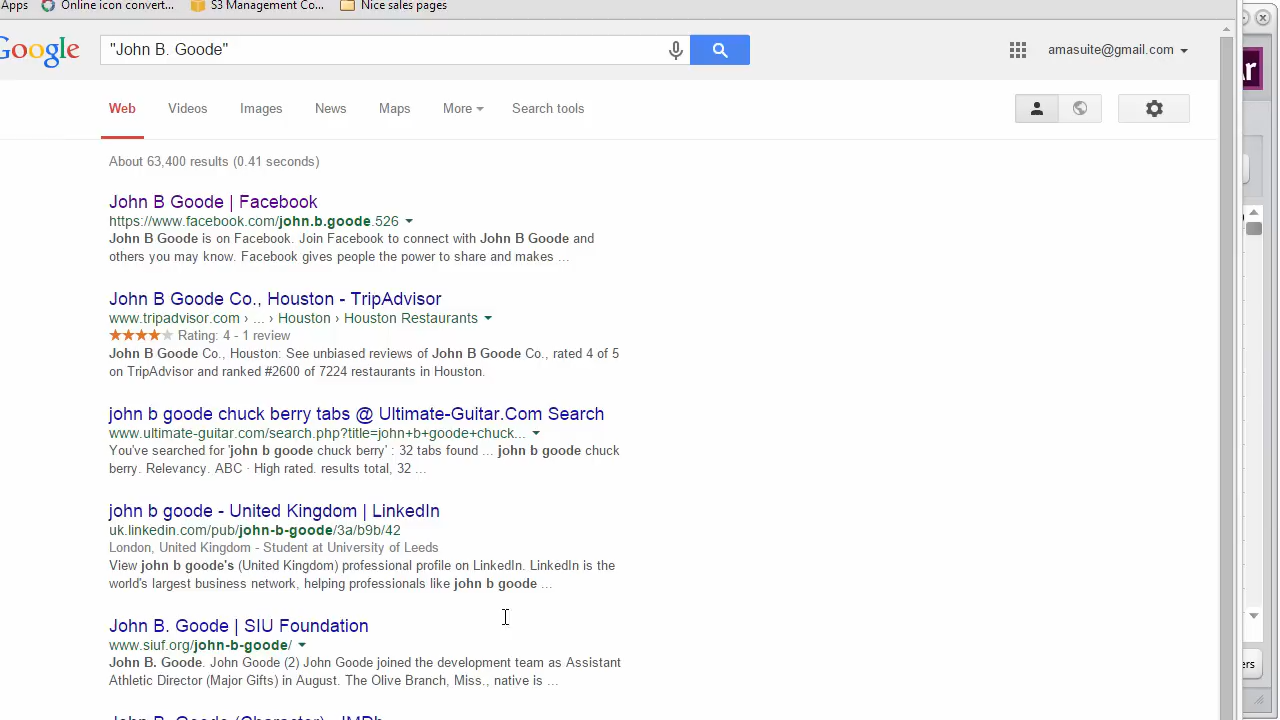 Apps Online icon convert... S3 Management Co... Nice sales pages
Google "John B. Goode" amasuite@gmail.com
Web Videos Images News Maps More Search tools
About 63,400 results (0.41 seconds)
John B Goode | Facebook
https://www.facebook.com/john.b.goode.526
John B Goode is on Facebook. Join Facebook to connect with John B Goode and
others you may know. Facebook gives people the power to share and makes ...
John B Goode Co., Houston - TripAdvisor
www.tripadvisor.com › ... › Houston › Houston Restaurants
Rating: 4 - 1 review
John B Goode Co., Houston: See unbiased reviews of John B Goode Co., rated 4 of 5
on TripAdvisor and ranked #2600 of 7224 restaurants in Houston.
john b goode chuck berry tabs @ Ultimate-Guitar.Com Search
www.ultimate-guitar.com/search.php?title=john+b+goode+chuck...
You've searched for 'john b goode chuck berry' : 32 tabs found ... john b goode chuck
berry. Relevancy. ABC · High rated. results total, 32 ...
john b goode - United Kingdom | LinkedIn
uk.linkedin.com/pub/john-b-goode/3a/b9b/42
London, United Kingdom - Student at University of Leeds
View john b goode's (United Kingdom) professional profile on LinkedIn. LinkedIn is the
world's largest business network, helping professionals like john b goode ...
John B. Goode | SIU Foundation
www.siuf.org/john-b-goode/
John B. Goode. John Goode (2) John Goode joined the development team as Assistant
Athletic Director (Major Gifts) in August. The Olive Branch, Miss., native is ...
John B. Goode (Character) - IMDb